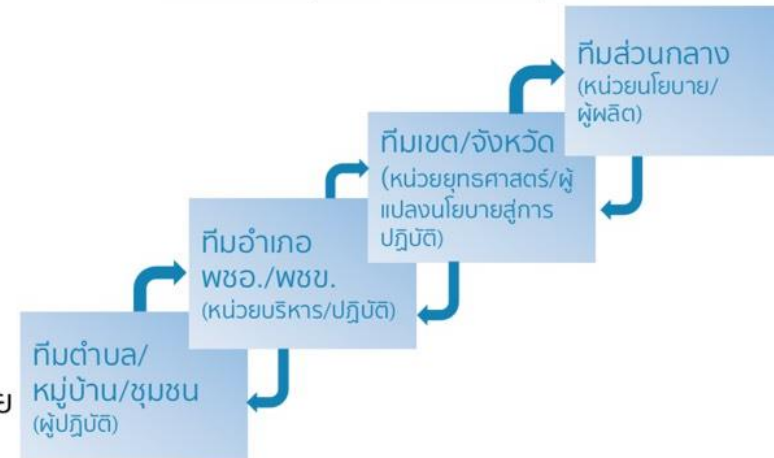 ทีมส่วนกลาง
(หน่วยนโยบาย/
ผู้ผลิต)
ทีมเขต/จังหวัด
(หน่วยยุทธศาสตร์/ผู้
แปลงนโยบายสู่การ
ปฏิบัติ)
ทีมอำเภอ
พชอ./พชข.
(หน่วยบริหาร/ปฏิบัติ)
ทีมตำบล/
หมู่บ้าน/ชุมชน
(ผู้ปฏิบัติ)